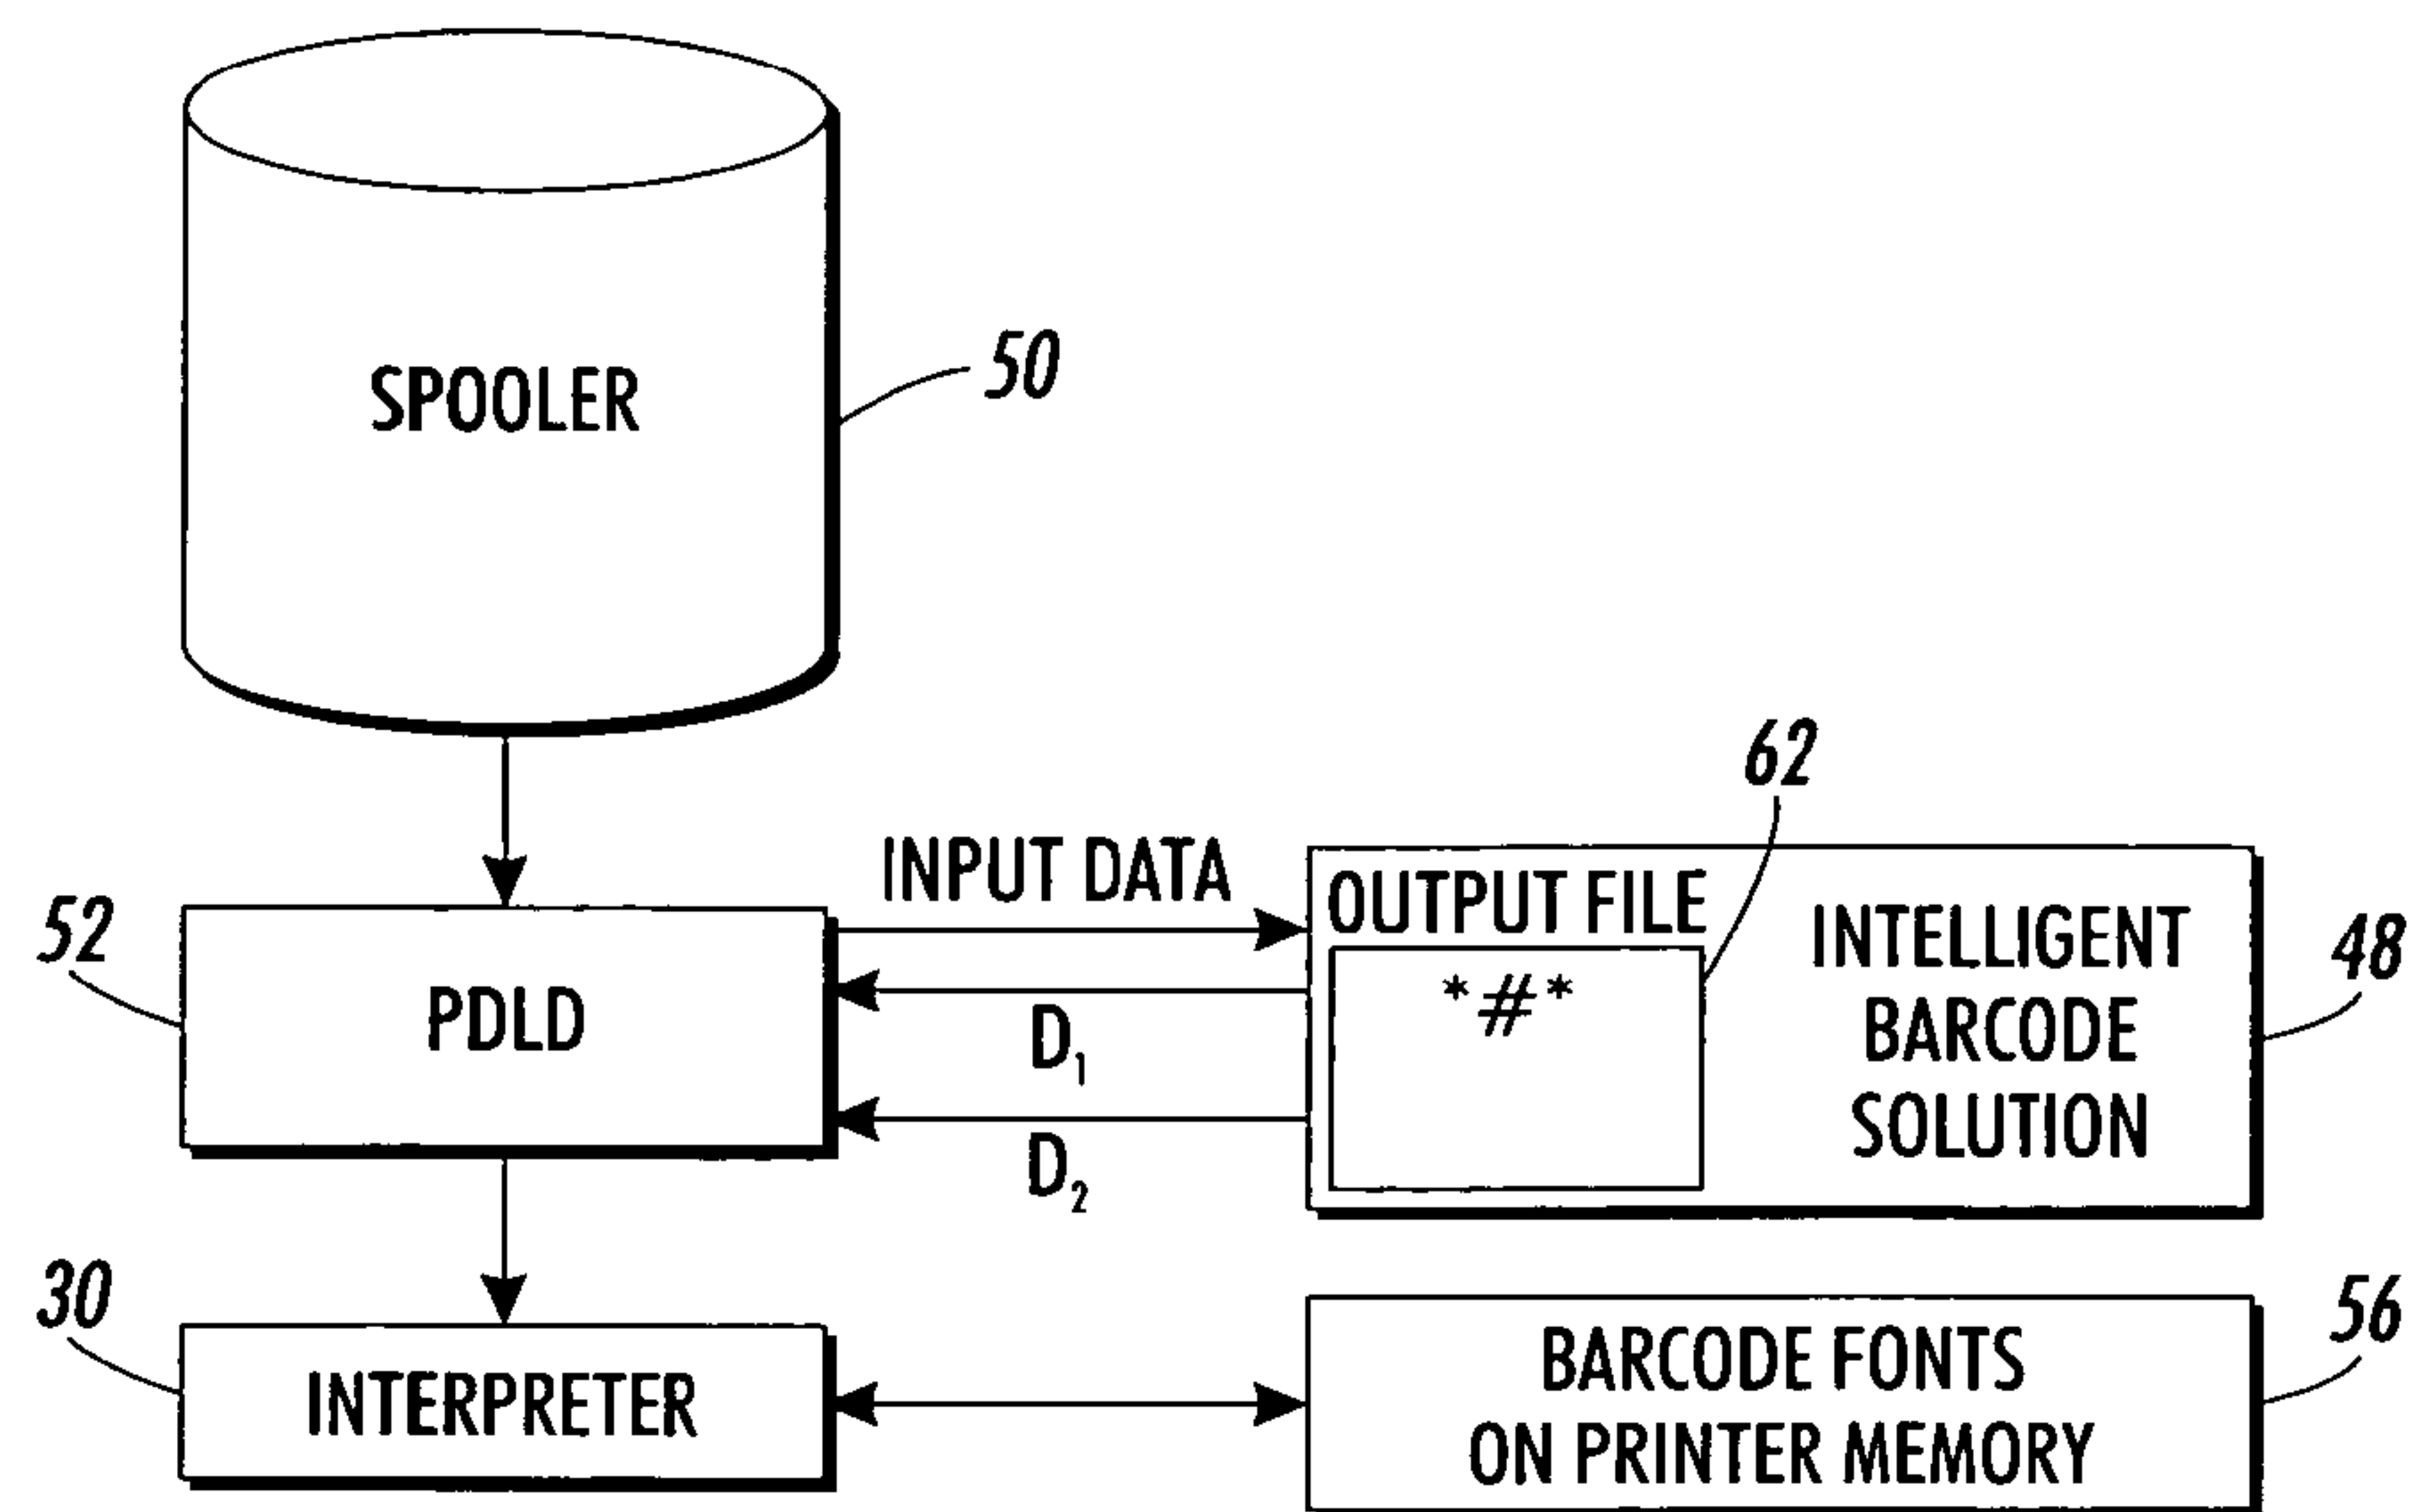 SPOOLER
50
62
INPUT DATA
OUTPUT FILE
*#*
INTELLIGENT
BARCODE
SOLUTION
48
52
PDLD
D1
D2
30
INTERPRETER
BARCODE FONTS
ON PRINTER MEMORY
56